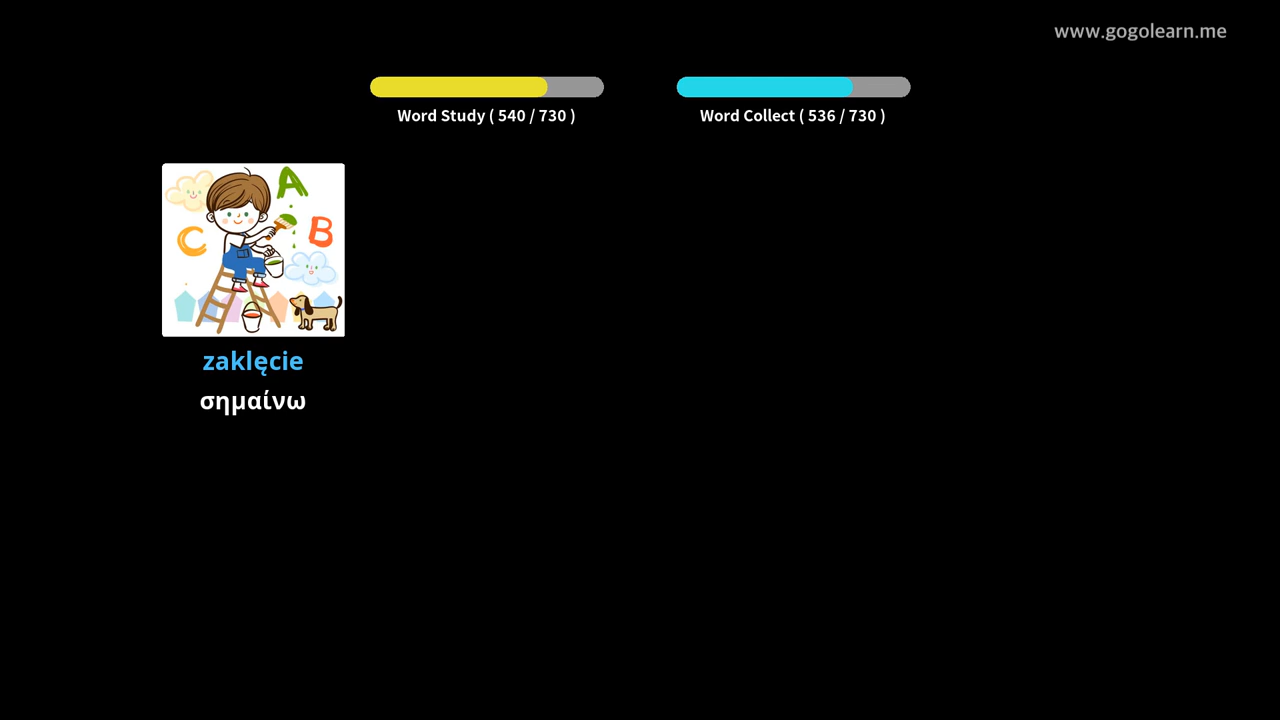 www.gogolearn.me
Word Study ( 540 / 730 )
Word Collect ( 536 / 730 )
A
B
C
zaklęcie
σημαίνω